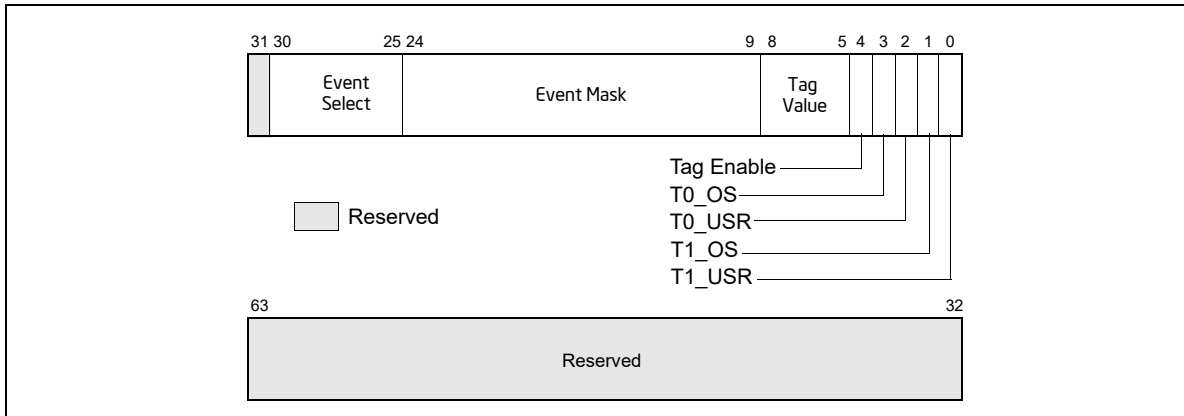 31 30 25 24 9 8 5 4 3 2 1 0
Event
Select
Event Mask
Tag
Value
Tag Enable
T0_OS
T0_USR
T1_OS
T1_USR
Reserved
63 32
Reserved